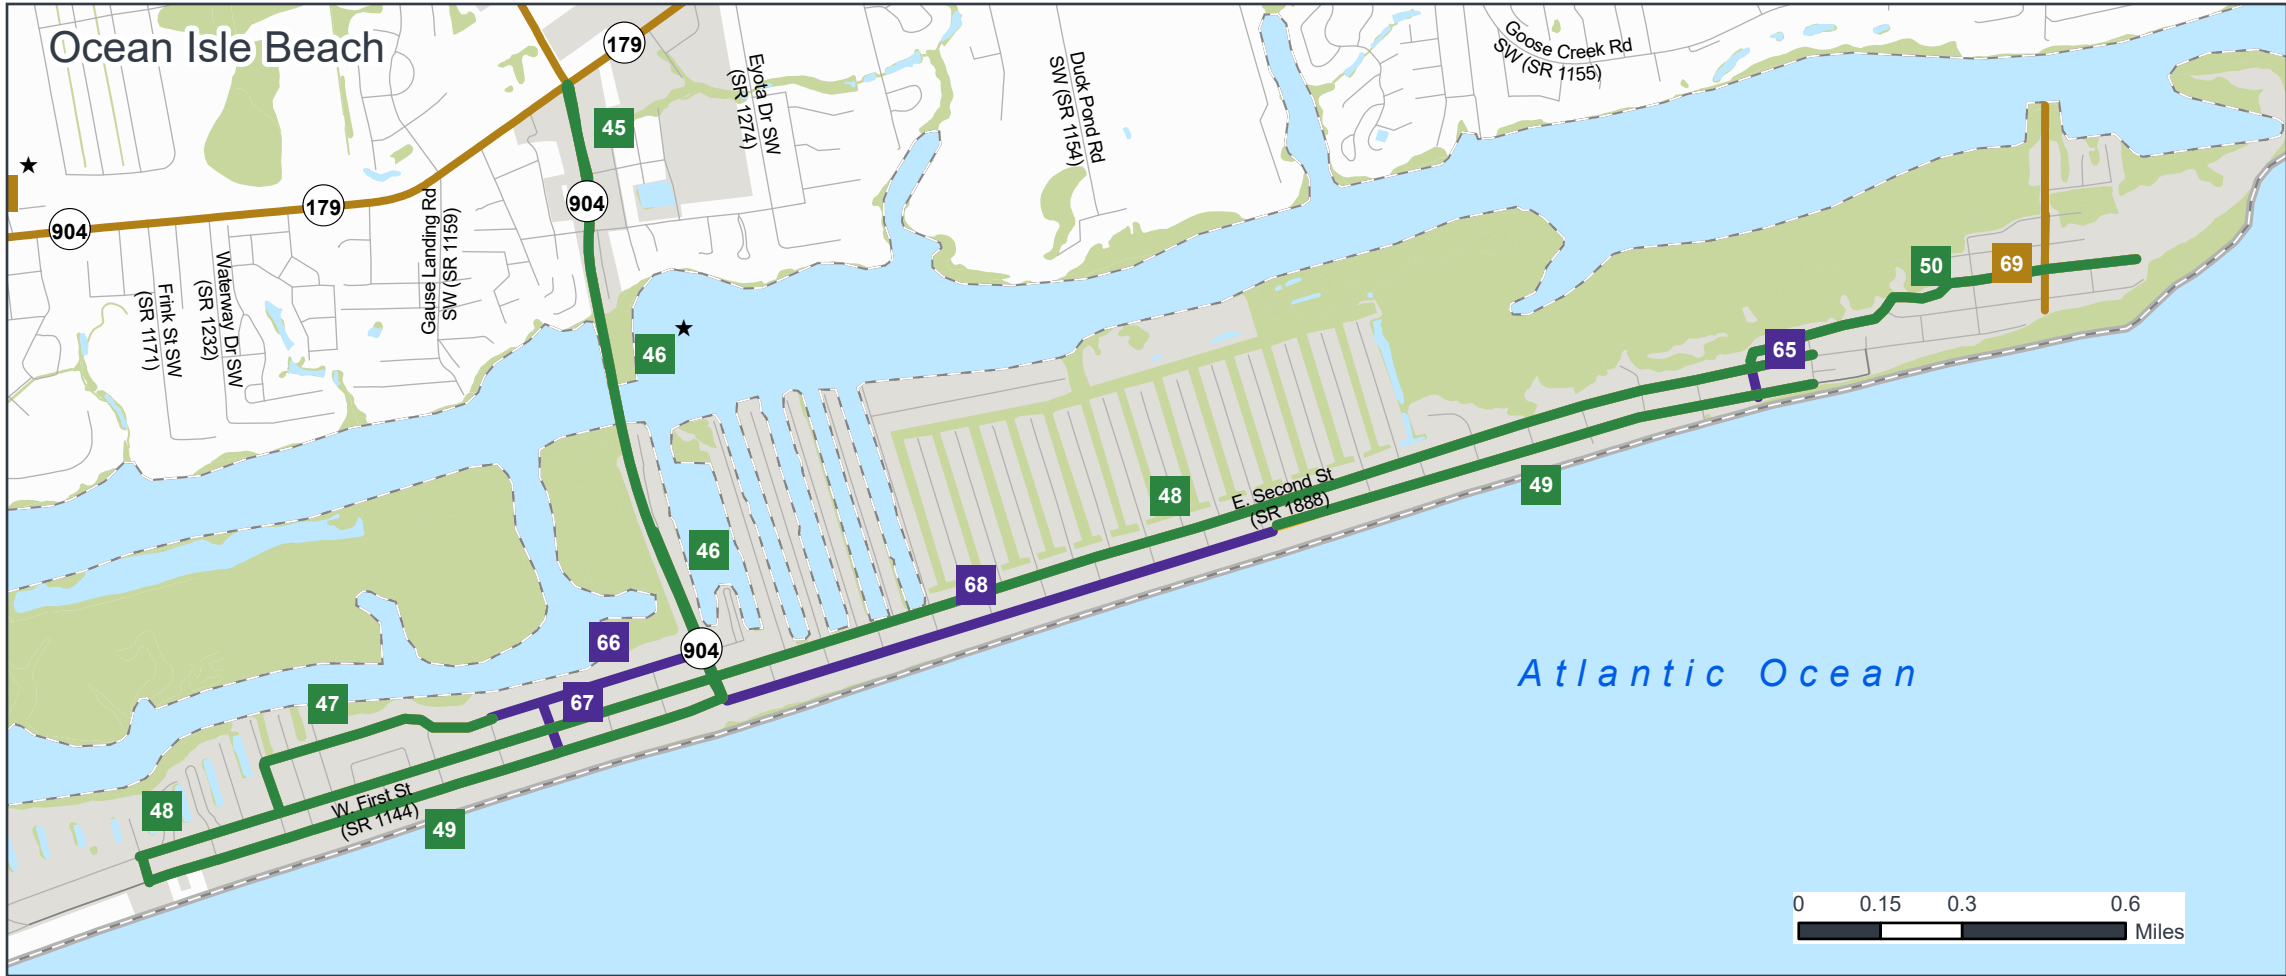 Ocean Isle Beach
179
Goose Creek Rd
SW (SR 1155)
Eyota Dr SW
(SR 1274)
Duck Pond Rd
SW (SR 1154)
45
904
179
904
Gause Landing Rd
SW (SR 1159)
Waterway Dr SW
(SR 1232)
Frink St SW
(SR 1171)
50
69
46
65
48
E. Second St
(SR 1888)
49
46
68
66
904
67
47
Atlantic Ocean
48
W. First St
(SR 1144)
49
0 0.15 0.3 0.6
Miles